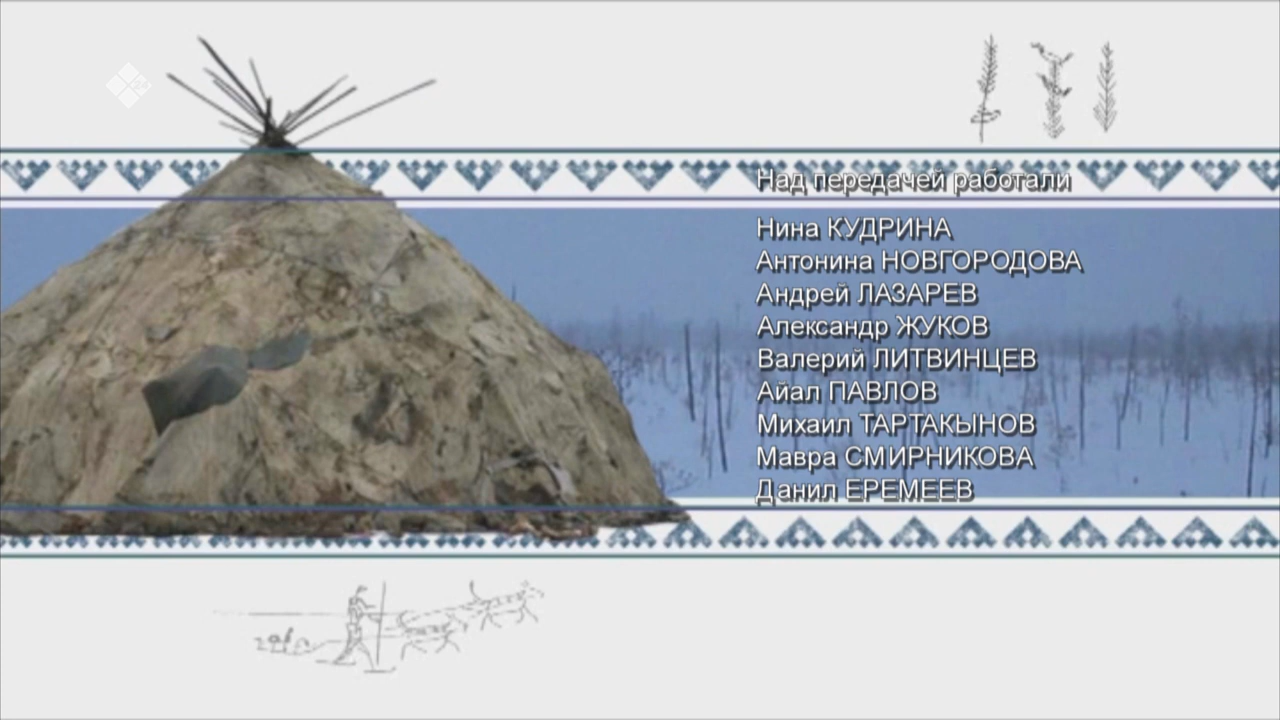 Над передачей работали
Нина КУДРИНА
Антонина НОВГОРОДОВА
Андрей ЛАЗАРЕВ
Александр ЖУКОВ
Валерий ЛИТВИНЦЕВ
Айал ПАВЛОВ
Михаил ТАРТАКЫНОВ
Мавра СМИРНИКОВА
Данил ЕРЕМЕЕВ